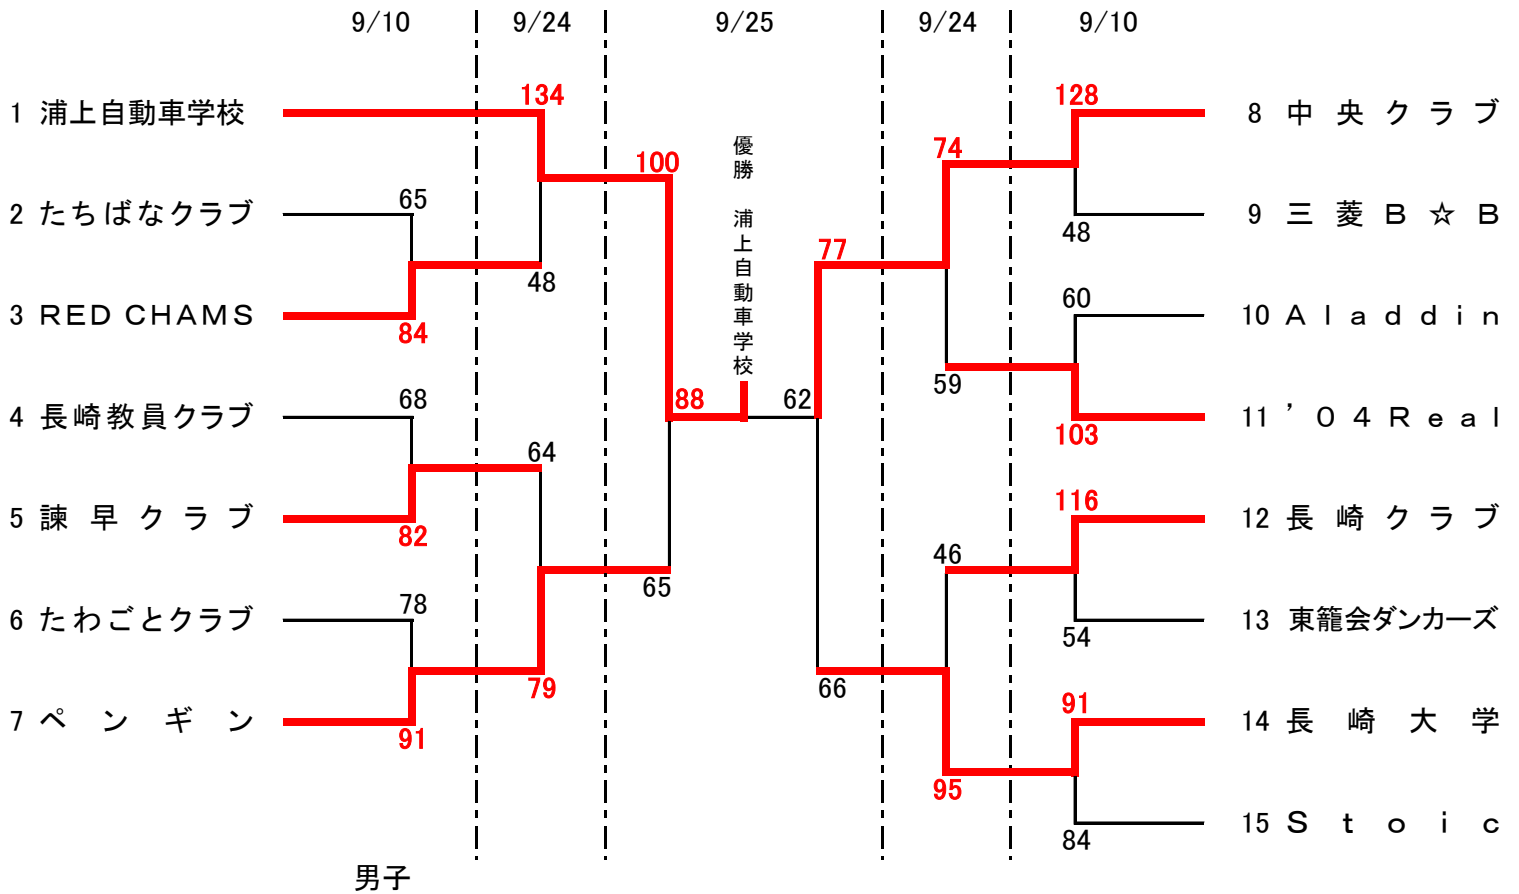 9/10 9/24 9/25 9/24 9/10
1 浦上自動車学校
2 たちばなクラブ
3 RED CHAMS
4 長崎教員クラブ
5 諫早クラブ
6 たわごとクラブ
7 ペンギン
65
84
68
82
78
91
134
48
64
79
100
65
88
優勝 浦上自動車学校
62
77
66
74
59
46
95
128
48
60
103
116
54
91
84
8 中央クラブ
9 三菱B☆B
10 Aladdin
11 ’04Real
12 長崎クラブ
13 東籠会ダンカーズ
14 長崎大学
15 Stoic
男子